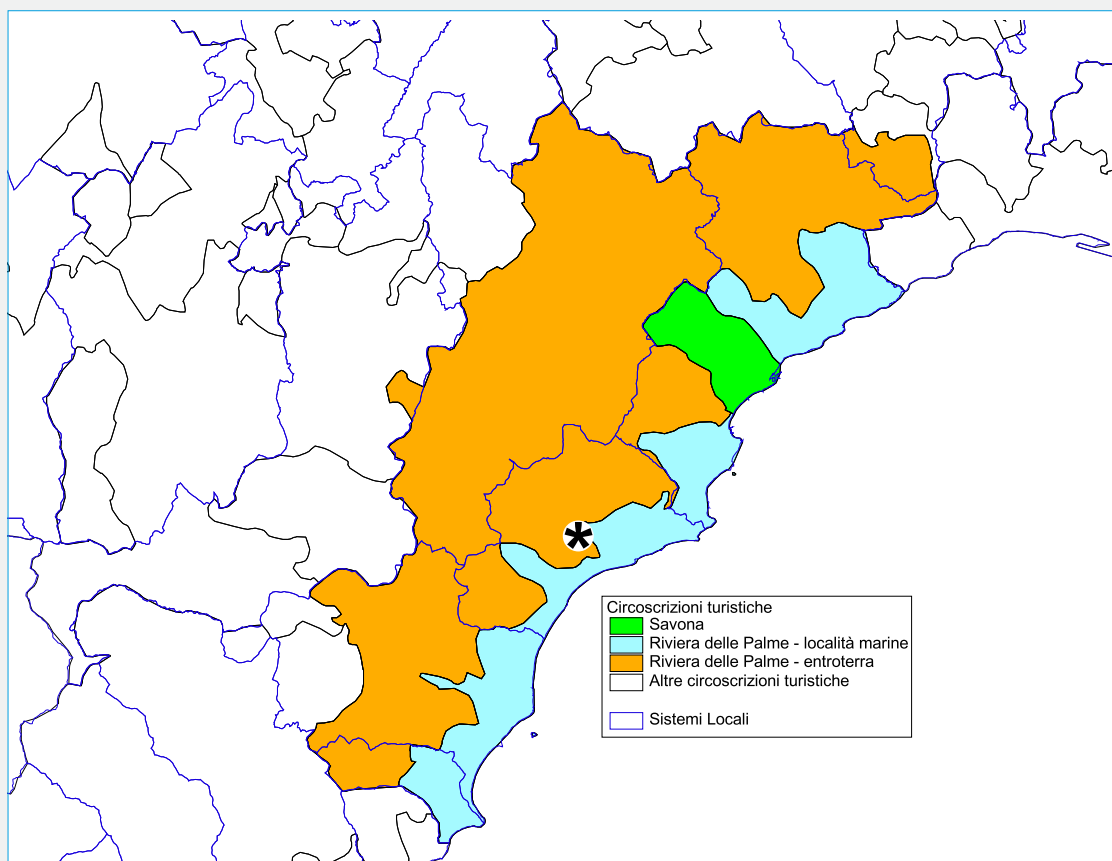 Circoscrizioni turistiche
Savona
Riviera delle Palme - località marine
Riviera delle Palme - entroterra
Altre circoscrizioni turistiche
Sistemi Locali